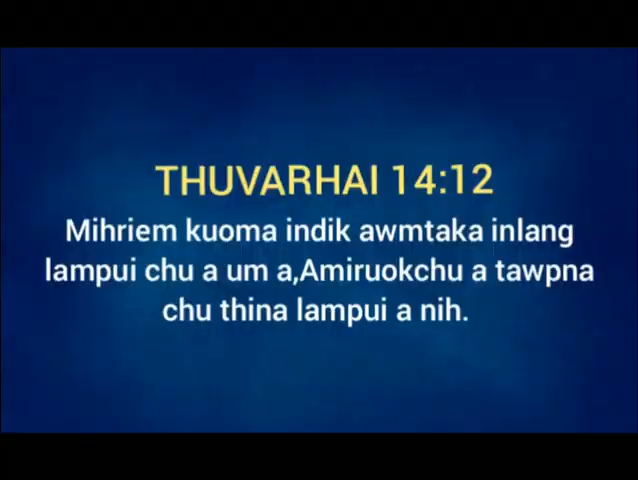 THUVARHAI 14:12
Mihriem kuoma indik awmtaka inlang
lampui chu a um a,Amiruokchu a tawpna
chu thina lampui a nih.